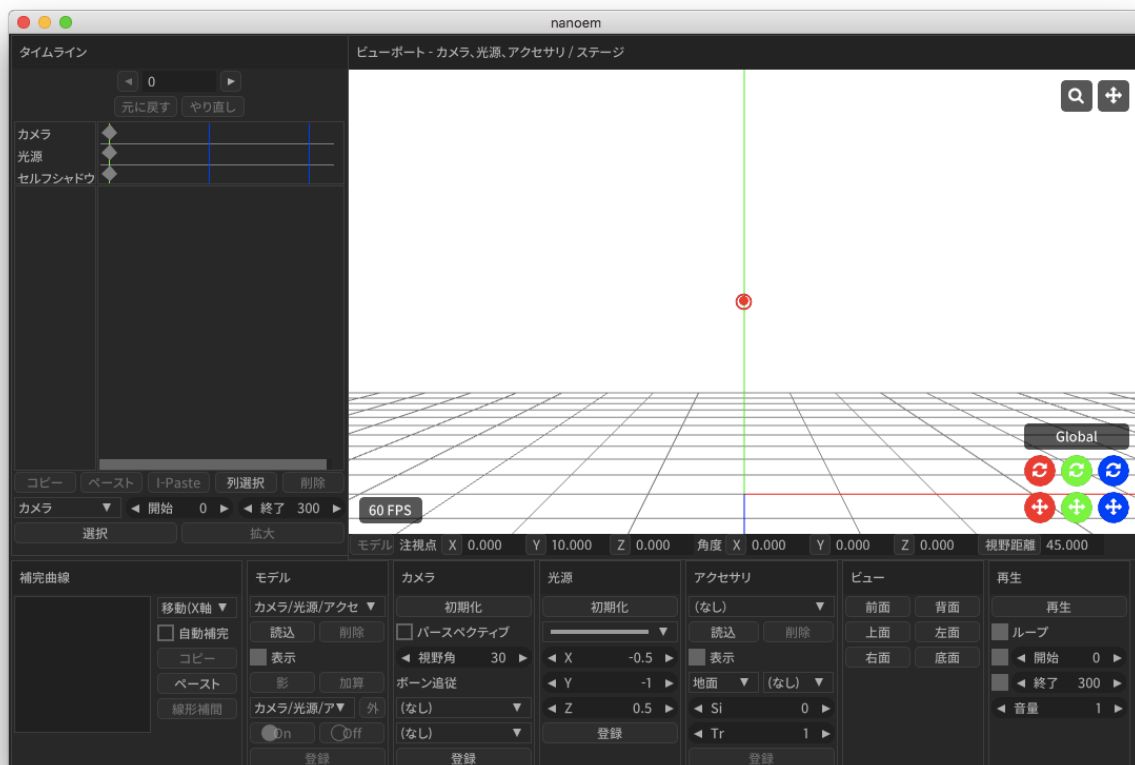 nanoem
タイムライン
ビューポート - カメラ、光源、アクセサリ / ステージ
0
元に戻す やり直し
カメラ
光源
セルフシャドウ
Global
60 FPS
コピー ペースト I-Paste 列選択 削除
カメラ 開始 0 終了 300
選択 拡大
モデル 注視点 X 0.000 Y 10.000 Z 0.000 角度 X 0.000 Y 0.000 Z 0.000 視野距離 45.000
補完曲線
移動(X軸
自動補完
コピー
ペースト
線形補間
モデル
カメラ/光源/アクセ
読込 削除
表示
影 加算
カメラ/光源/ア 外
On Off
登録
カメラ
初期化
パースペクティブ
視野角 30
ボーン追従
(なし)
(なし)
登録
光源
初期化
X -0.5
Y -1
Z 0.5
登録
アクセサリ
(なし)
読込 削除
表示
地面 (なし)
Si 0
Tr 1
登録
ビュー
前面 背面
上面 左面
右面 底面
再生
再生
ループ
開始 0
終了 300
音量 1